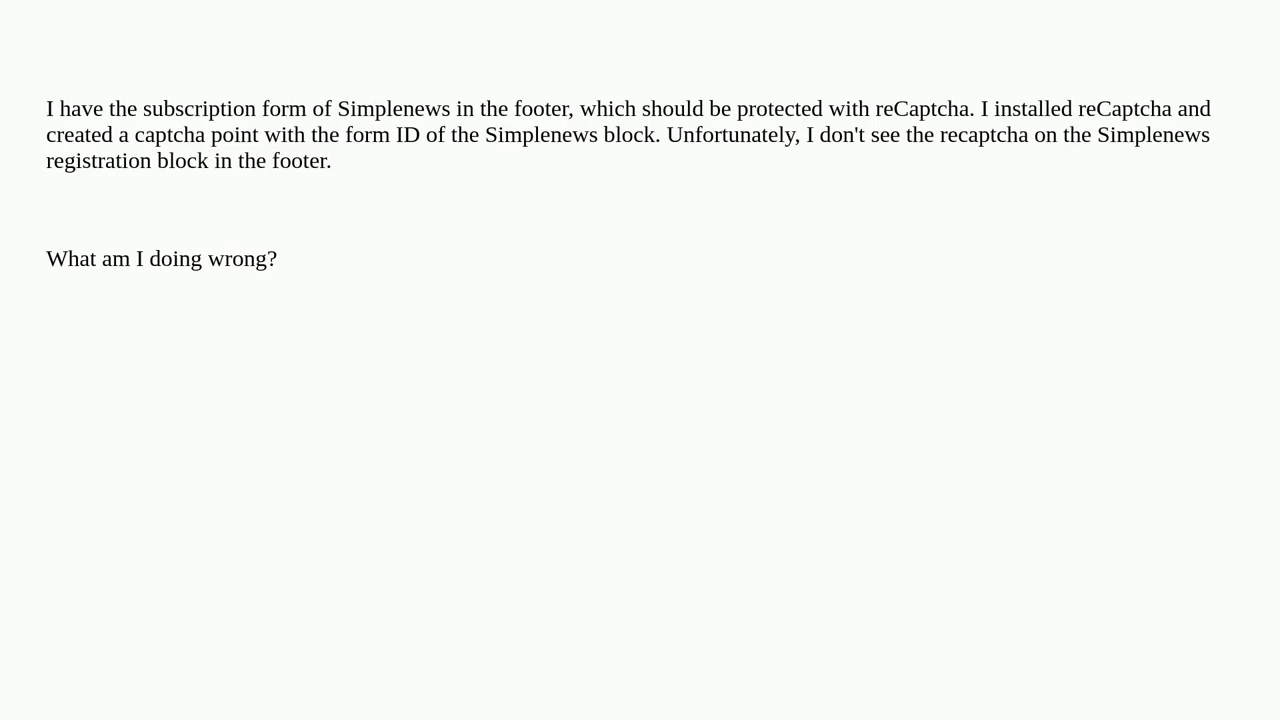 I have the subscription form of Simplenews in the footer, which should be protected with reCaptcha. I installed reCaptcha and
created a captcha point with the form ID of the Simplenews block. Unfortunately, I don't see the recaptcha on the Simplenews
registration block in the footer.
What am I doing wrong?